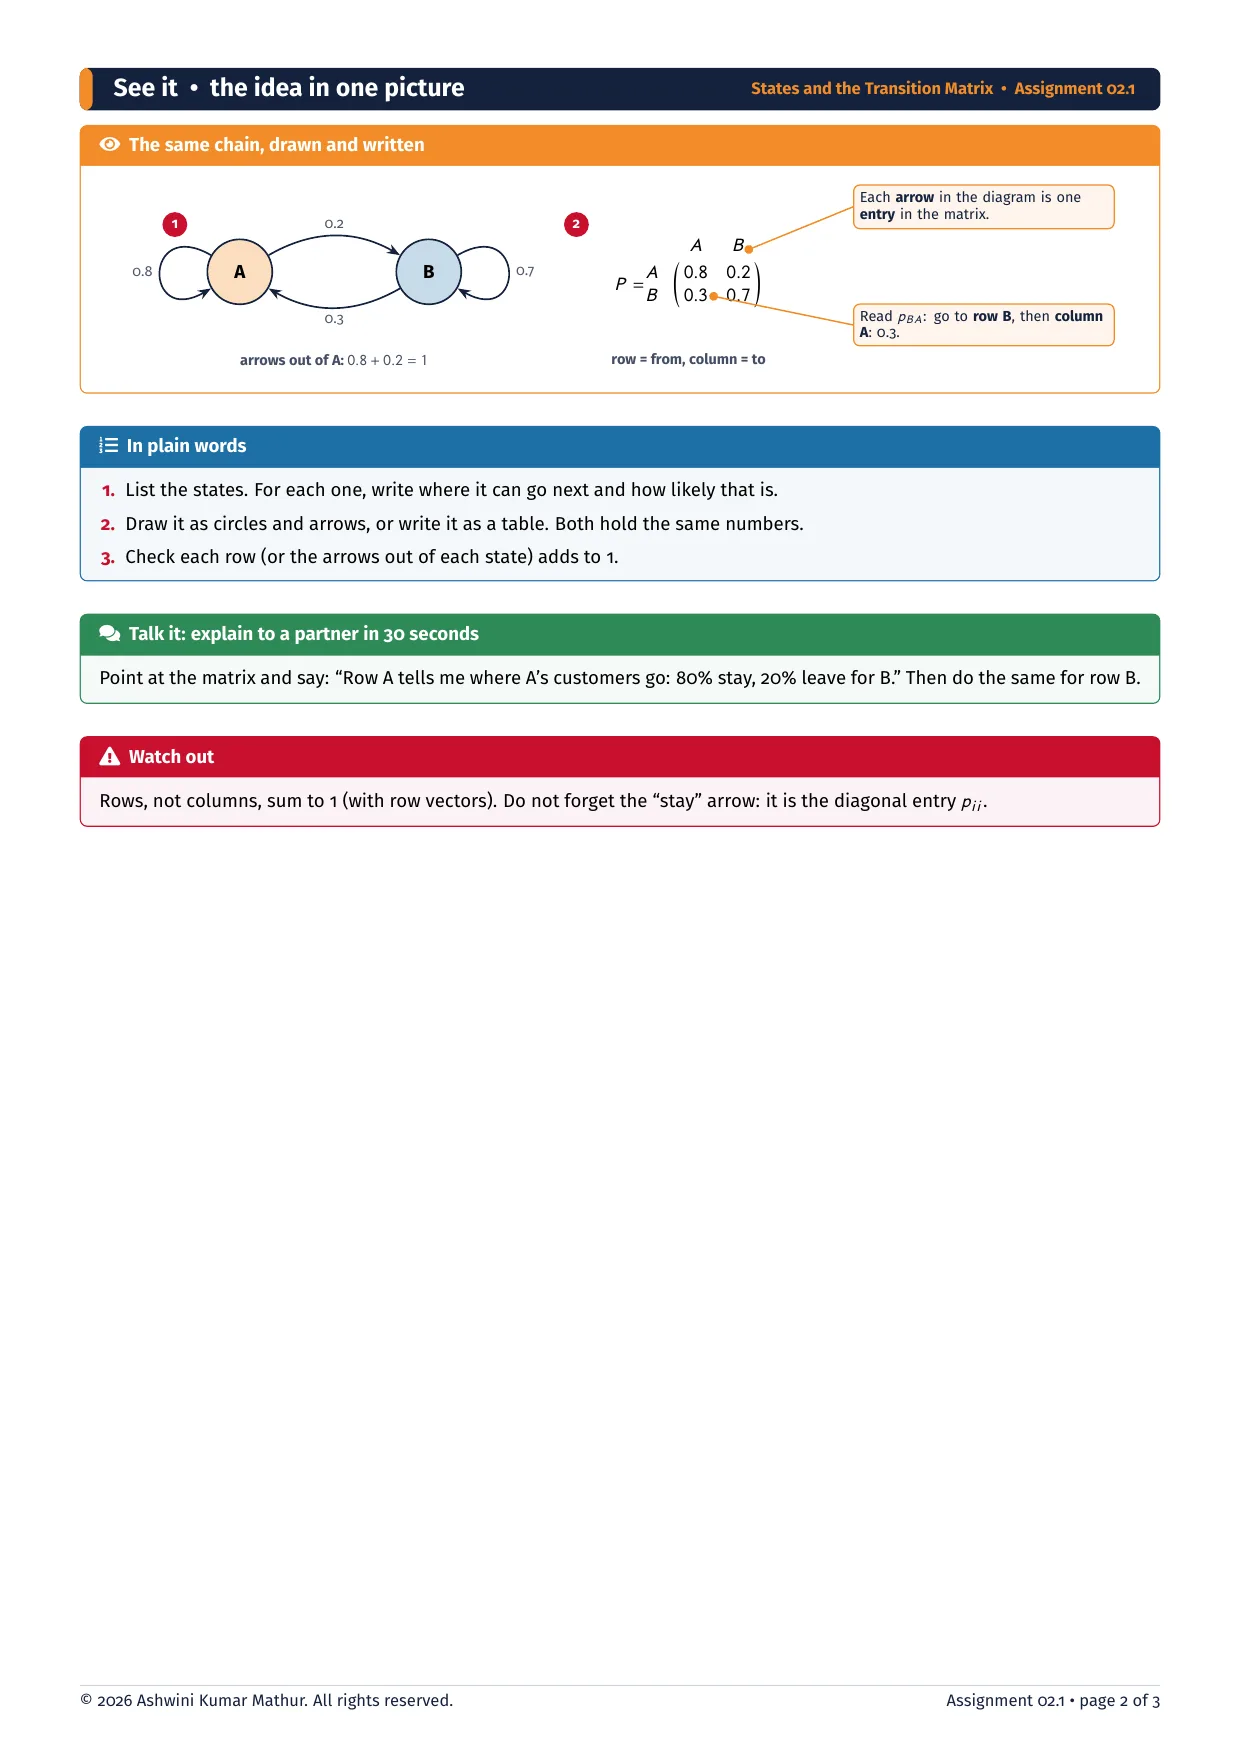 See it • the idea in one picture
States and the Transition Matrix • Assignment 02.1
The same chain, drawn and written
1
0.2
0.8
A
B
0.7
0.3
arrows out of A: 0.8 + 0.2 = 1
2
A B
P = A ( 0.8 0.2 )
B ( 0.3 0.7 )
row = from, column = to
Each arrow in the diagram is one
entry in the matrix.
Read p_BA: go to row B, then column
A: 0.3.
In plain words
1. List the states. For each one, write where it can go next and how likely that is.
2. Draw it as circles and arrows, or write it as a table. Both hold the same numbers.
3. Check each row (or the arrows out of each state) adds to 1.
Talk it: explain to a partner in 30 seconds
Point at the matrix and say: “Row A tells me where A’s customers go: 80% stay, 20% leave for B.” Then do the same for row B.
Watch out
Rows, not columns, sum to 1 (with row vectors). Do not forget the “stay” arrow: it is the diagonal entry p_ii.
© 2026 Ashwini Kumar Mathur. All rights reserved.
Assignment 02.1 • page 2 of 3